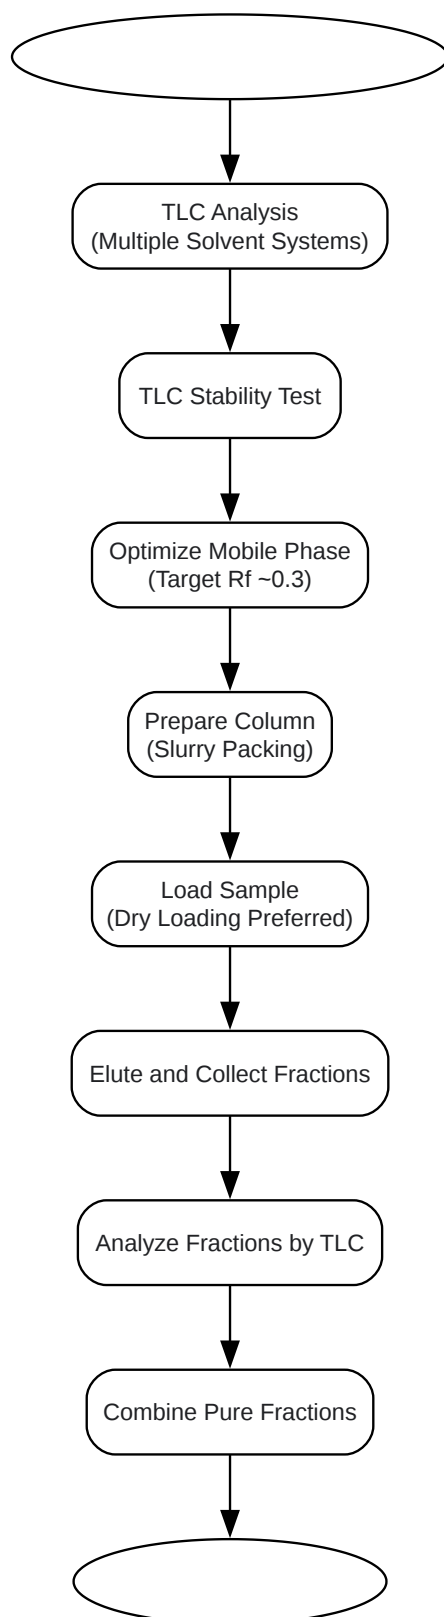 TLC Analysis
(Multiple Solvent Systems)
TLC Stability Test
Optimize Mobile Phase
(Target Rf ~0.3)
Prepare Column
(Slurry Packing)
Load Sample
(Dry Loading Preferred)
Elute and Collect Fractions
Analyze Fractions by TLC
Combine Pure Fractions